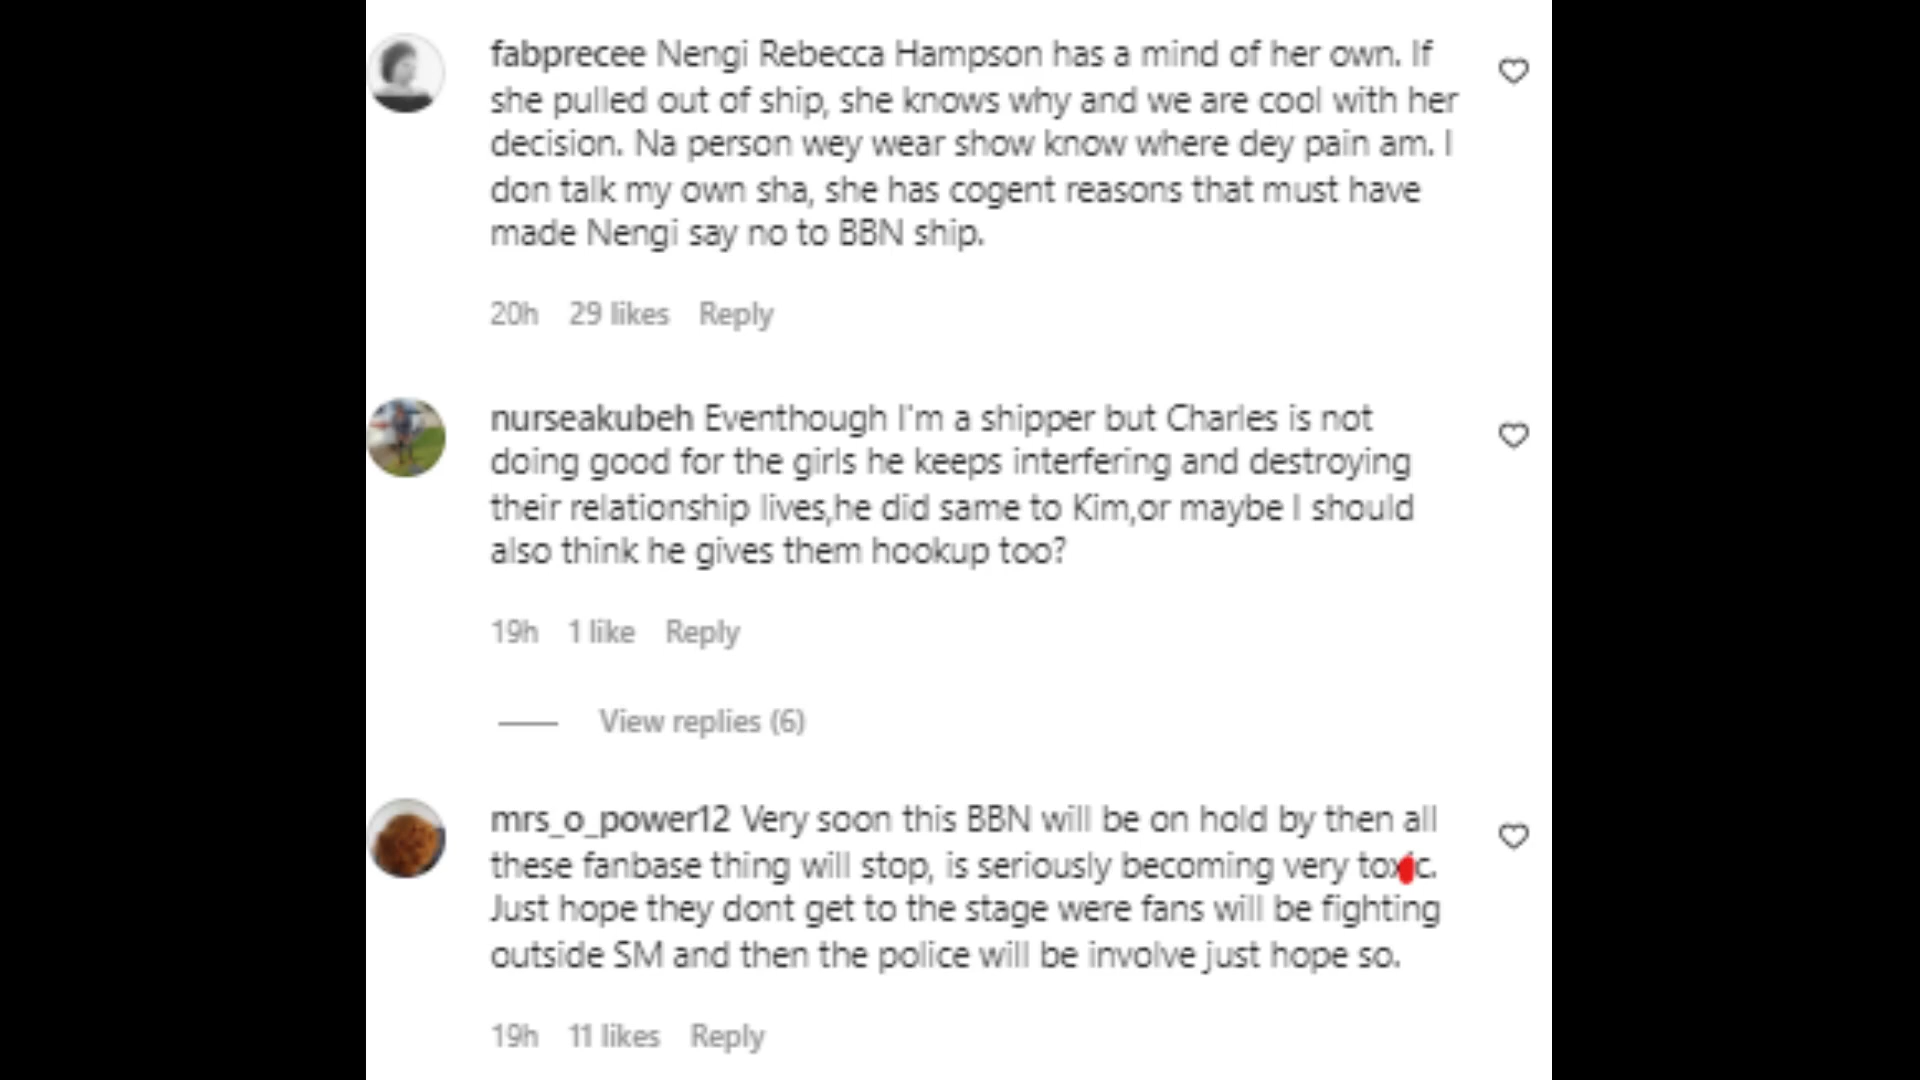 fabprecee Nengi Rebecca Hampson has a mind of her own. If
she pulled out of ship, she knows why and we are cool with her
decision. Na person wey wear show know where dey pain am. I
don talk my own sha, she has cogent reasons that must have
made Nengi say no to BBN ship.
20h 29 likes Reply
nurseakubeh Eventhough I'm a shipper but Charles is not
doing good for the girls he keeps interfering and destroying
their relationship lives,he did same to Kim,or maybe I should
also think he gives them hookup too?
19h 1 like Reply
View replies (6)
mrs_o_power12 Very soon this BBN will be on hold by then all
these fanbase thing will stop, is seriously becoming very toxic.
Just hope they dont get to the stage were fans will be fighting
outside SM and then the police will be involve just hope so.
19h 11 likes Reply